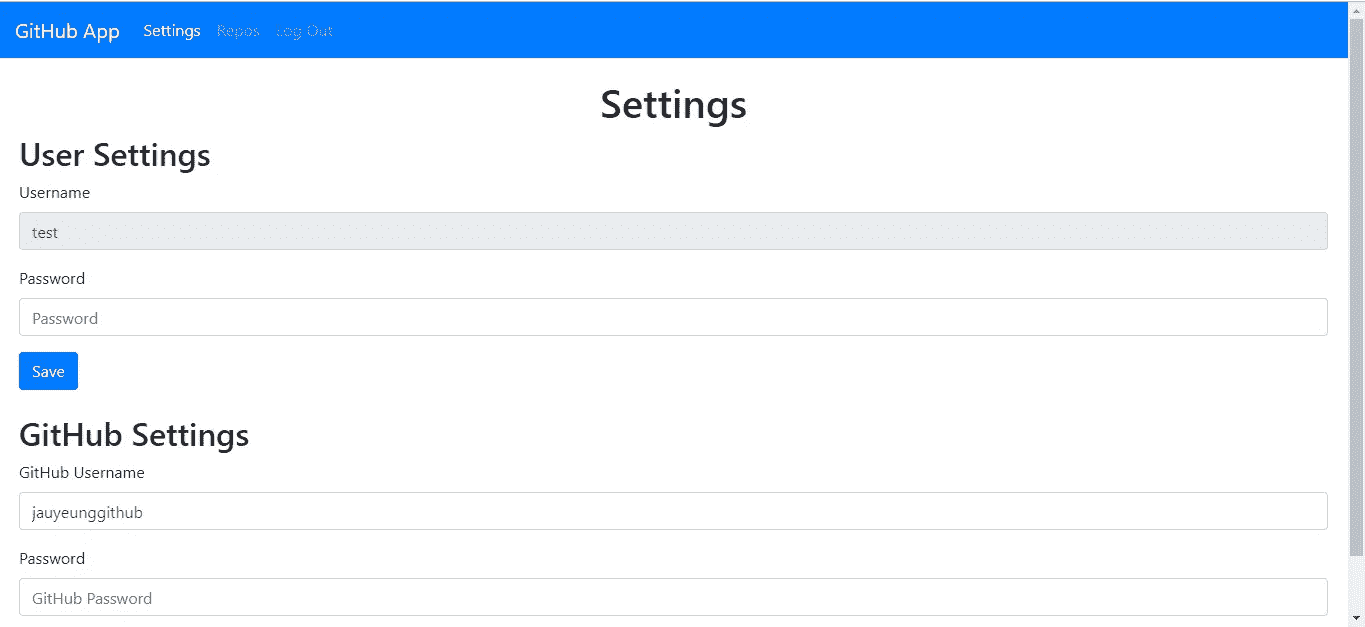 GitHub App Settings Repos Log Out
Settings
User Settings
Username
test
Password
Password
Save
GitHub Settings
GitHub Username
jauyeunggithub
Password
GitHub Password